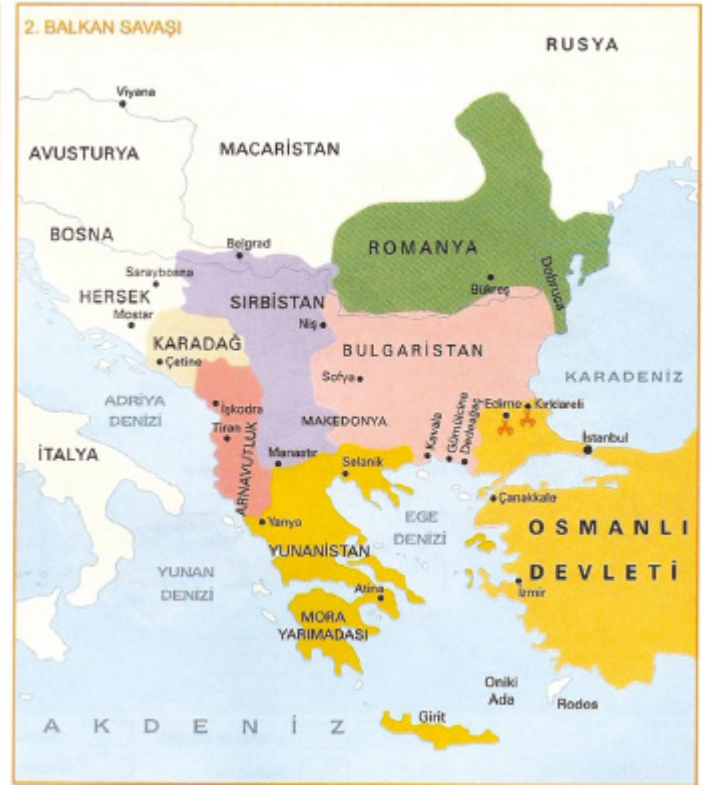 2. BALKAN SAVAŞI
RUSYA
Viyana
AVUSTURYA
MACARİSTAN
BOSNA
Belgrad
ROMANYA
Saraybosna
Dobruca
Bükreş
HERSEK
SIRBİSTAN
Mostar
Niş
KARADAĞ
BULGARİSTAN
Çetine
Sofya
KARADENİZ
ADRİYA
DENİZİ
İşkodra
Tiran
MAKEDONYA
Kavala
Gümülcine
Dedeağaç
Edirne
Kırklareli
İstanbul
İTALYA
ARNAVUTLUK
Manastır
Selanik
Çanakkale
Yanya
EGE
DENİZİ
OSMANLI
DEVLETİ
YUNANİSTAN
YUNAN
DENİZİ
Atina
İzmir
MORA
YARIMADASI
Oniki
Ada
Rodos
AKDENİZ
Girit